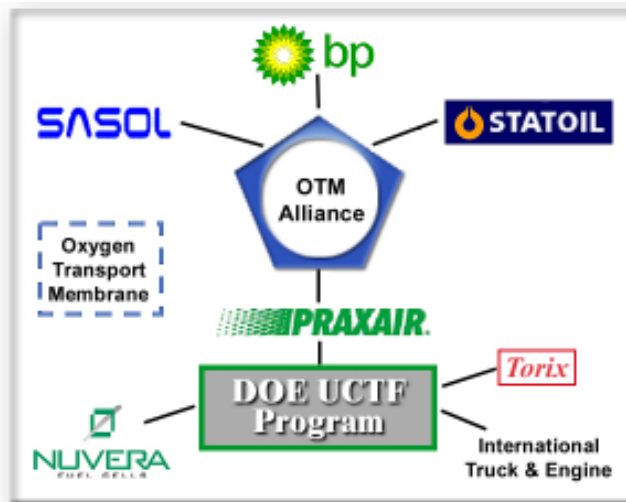 bp
SASOL
STATOIL
OTM
Alliance
Oxygen
Transport
Membrane
PRAXAIR®
DOE UCTF
Program
Torix
NUVERA
FUEL CELLS
International
Truck & Engine